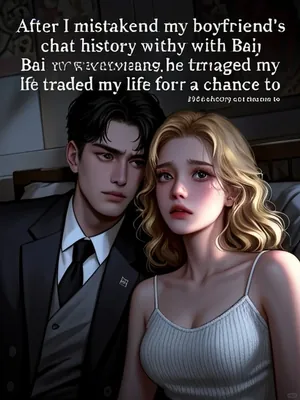 After I mistakend my boyfriend's
chat history withy with Baij
Bai he trraged my
life traded my life forr a chance to